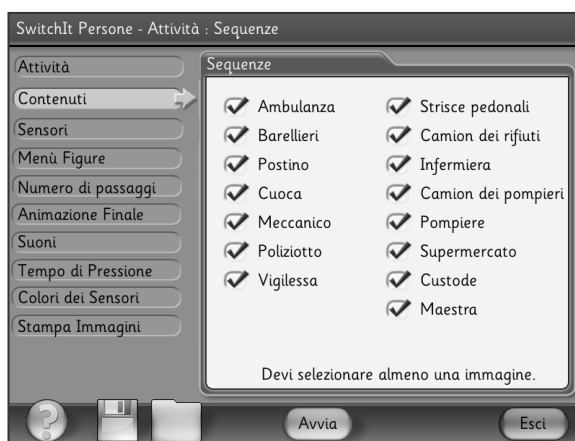 SwitchIt Persone - Attività : Sequenze
Attività
Contenuti
Sensori
Menù Figure
Numero di passaggi
Animazione Finale
Suoni
Tempo di Pressione
Colori dei Sensori
Stampa Immagini
Sequenze
Ambulanza
Barellieri
Postino
Cuoca
Meccanico
Poliziotto
Vigilessa
Strisce pedonali
Camion dei rifiuti
Infermiera
Camion dei pompieri
Pompiere
Supermercato
Custode
Maestra
Devi selezionare almeno una immagine.
?
Avvia
Esci